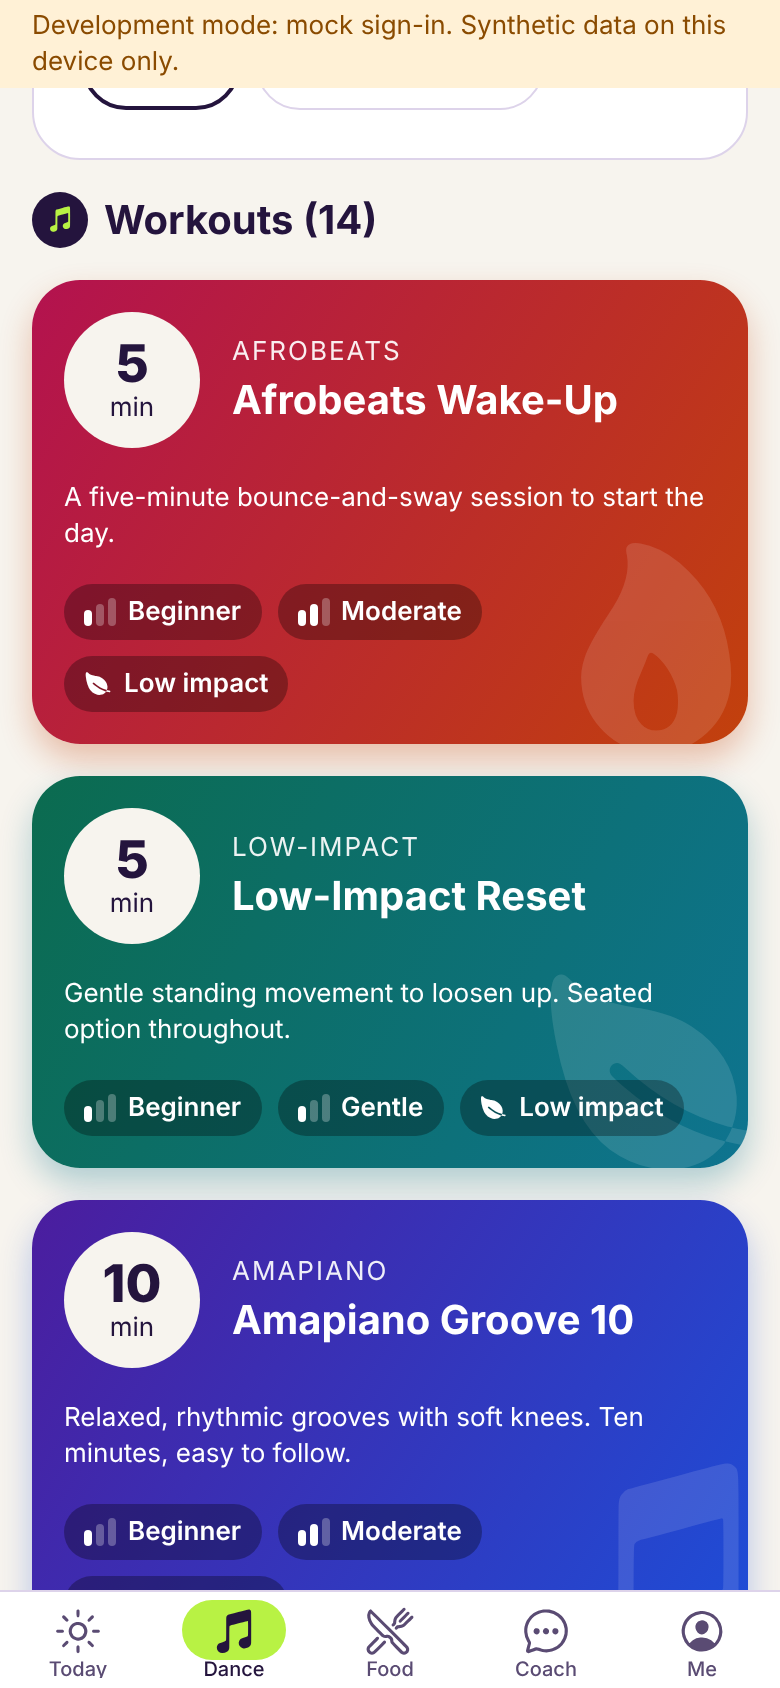 Development mode: mock sign-in. Synthetic data on this
device only.
Workouts (14)
5
min
AFROBEATS
Afrobeats Wake-Up
A five-minute bounce-and-sway session to start the
day.
Beginner
Moderate
Low impact
5
min
LOW-IMPACT
Low-Impact Reset
Gentle standing movement to loosen up. Seated
option throughout.
Beginner
Gentle
Low impact
10
min
AMAPIANO
Amapiano Groove 10
Relaxed, rhythmic grooves with soft knees. Ten
minutes, easy to follow.
Beginner
Moderate
Today
Dance
Food
Coach
Me